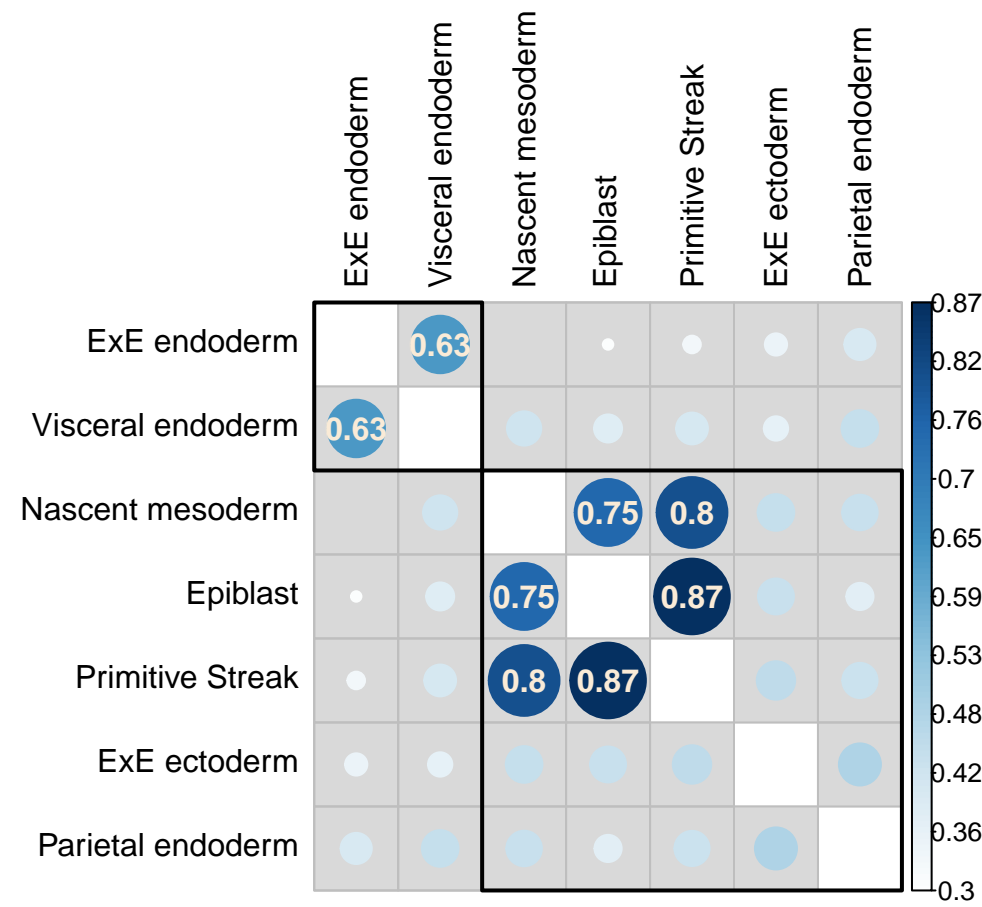 ExE endoderm
Visceral endoderm
Nascent mesoderm
Epiblast
Primitive Streak
ExE ectoderm
Parietal endoderm
ExE endoderm
0.63
Visceral endoderm
0.63
Nascent mesoderm
0.75
0.8
Epiblast
0.75
0.87
Primitive Streak
0.8
0.87
ExE ectoderm
Parietal endoderm
0.87
0.82
0.76
0.7
0.65
0.59
0.53
0.48
0.42
0.36
0.3